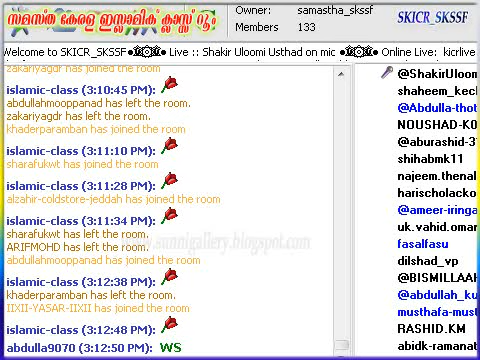 സമസ്ത കേരള ഇസ്ലാമിക് ക്ലാസ്സ് റൂം
Owner: samastha_skssf
Members 133
SKICR_SKSSF
Welcome to SKICR_SKSSF Live :: Shakir Uloomi Usthad on mic Online Live: kicrlive
zakariyagdr has joined the room
islamic-class (3:10:45 PM):
abdullahmooppanad has left the room.
zakariyagdr has left the room.
khaderparamban has joined the room
islamic-class (3:11:10 PM):
sharafukwt has joined the room
islamic-class (3:11:28 PM):
alzahir-coldstore-jeddah has joined the room
islamic-class (3:11:34 PM):
sharafukwt has left the room.
ARIFMOHD has left the room.
abdullahmooppanad has joined the room
islamic-class (3:12:38 PM):
khaderparamban has left the room.
IIXII-YASAR-IIXII has joined the room
islamic-class (3:12:48 PM):
abdulla9070 (3:12:50 PM): WS
@ShakirUloom
shaheem_kecl
@Abdulla-thot
NOUSHAD-KO
@aburashid-3
shihabmk11
najeem.thenal
harischolacko
@ameer-iringa
uk.vahid.omar
fasalfasu
dilshad_vp
@BISMILLAAH
@abdullah_ku
musthafa-must
RASHID.KM
abidk-ramanat
www.sunnigallery.blogspot.com